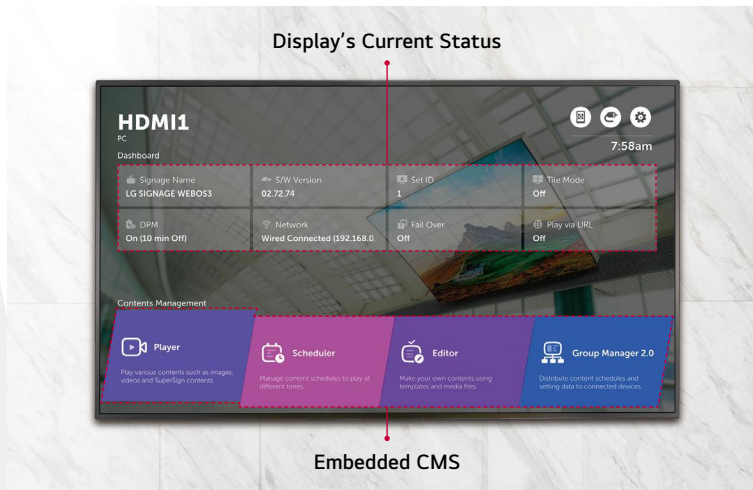 Display's Current Status
HDMI1
PC
Dashboard
7:58am
Signage Name
LG SIGNAGE WEBOS3
S/W Version
02.72.74
Set ID
1
Tile Mode
Off
DPM
On (10 min Off)
Network
Wired Connected (192.168.0.
Fail Over
Off
Play via URL
Off
Contents Management
Player
Play various contents such as images,
videos and SuperSign contents.
Scheduler
Manage content schedules to play at
different times.
Editor
Make your own contents using
templates and media files.
Group Manager 2.0
Distribute content schedules and
setting data to connected devices.
Embedded CMS